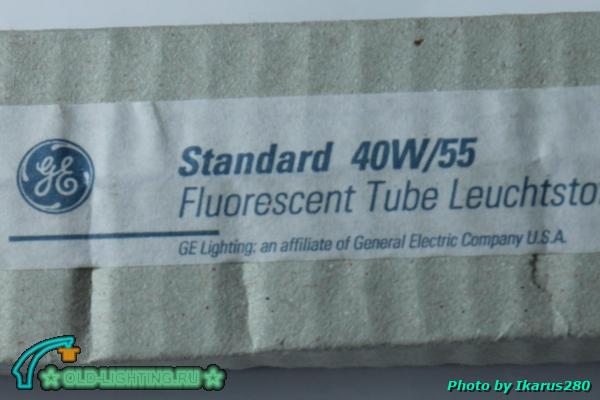 GE
Standard 40W/55
Fluorescent Tube Leuchtsto
GE Lighting: an affiliate of General Electric Company U.S.A.
OLD-LIGHTING.RU
Photo by Ikarus280